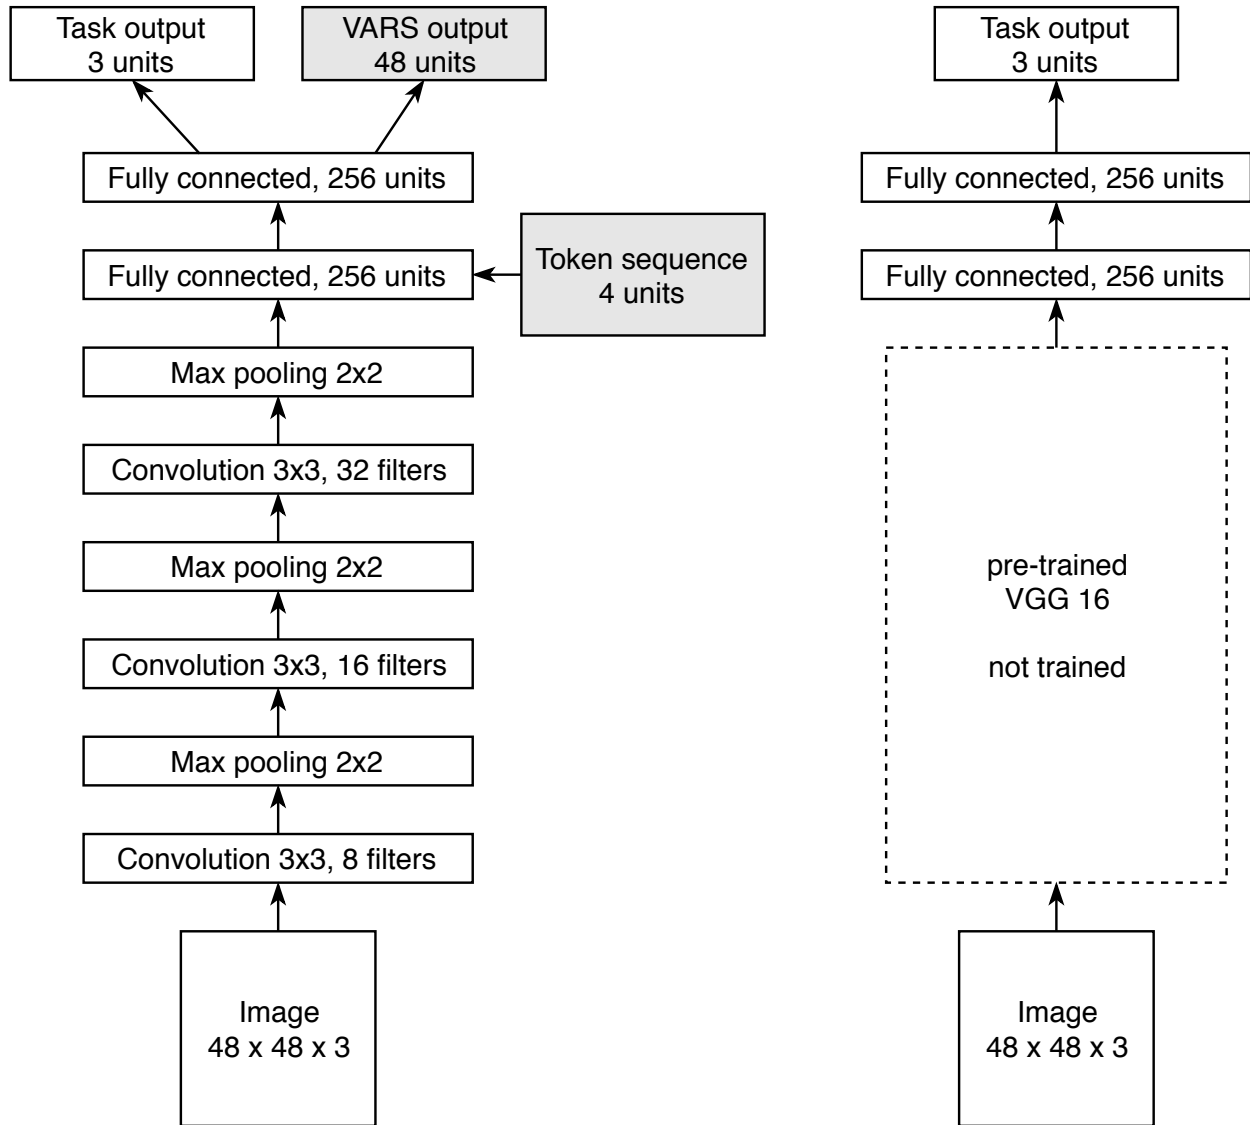 Task output
3 units
VARS output
48 units
Fully connected, 256 units
Fully connected, 256 units
Token sequence
4 units
Max pooling 2x2
Convolution 3x3, 32 filters
Max pooling 2x2
Convolution 3x3, 16 filters
Max pooling 2x2
Convolution 3x3, 8 filters
Image
48 x 48 x 3
Task output
3 units
Fully connected, 256 units
Fully connected, 256 units
pre-trained
VGG 16
not trained
Image
48 x 48 x 3